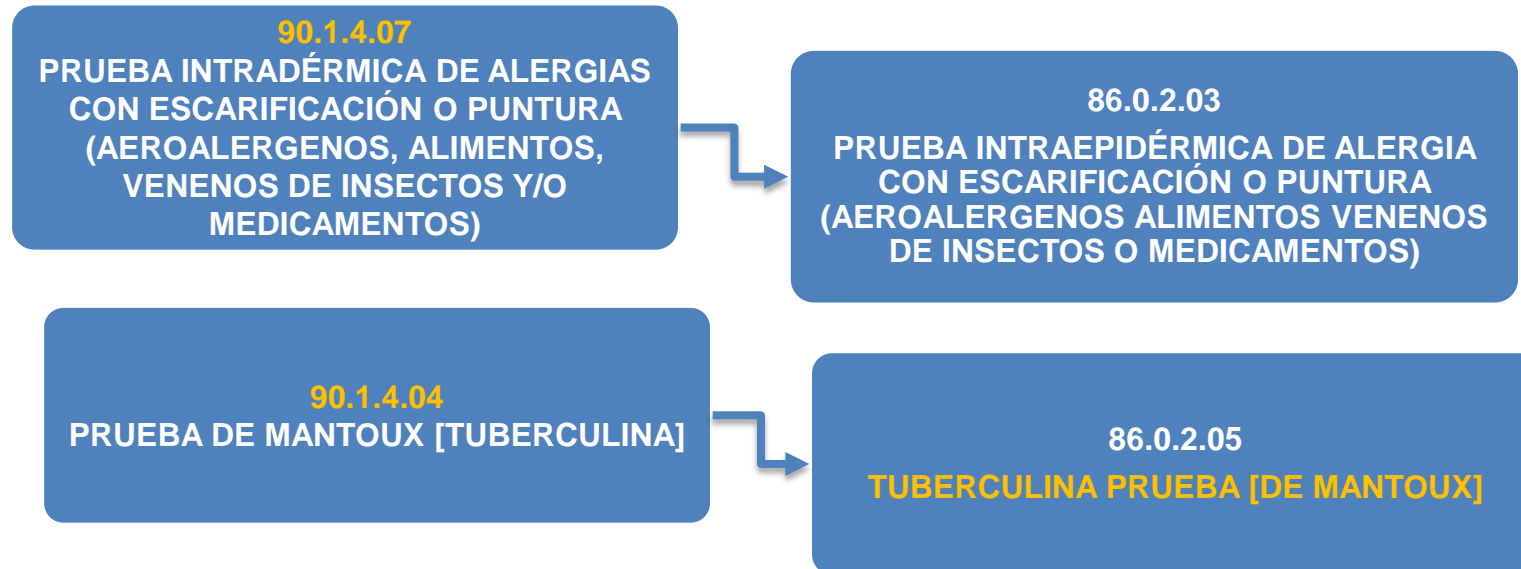 90.1.4.07
PRUEBA INTRADÉRMICA DE ALERGIAS
CON ESCARIFICACIÓN O PUNTURA
(AEROALERGENOS, ALIMENTOS,
VENENOS DE INSECTOS Y/O
MEDICAMENTOS)
86.0.2.03
PRUEBA INTRAEPIDÉRMICA DE ALERGIA
CON ESCARIFICACIÓN O PUNTURA
(AEROALERGENOS ALIMENTOS VENENOS
DE INSECTOS O MEDICAMENTOS)
90.1.4.04
PRUEBA DE MANTOUX [TUBERCULINA]
86.0.2.05
TUBERCULINA PRUEBA [DE MANTOUX]